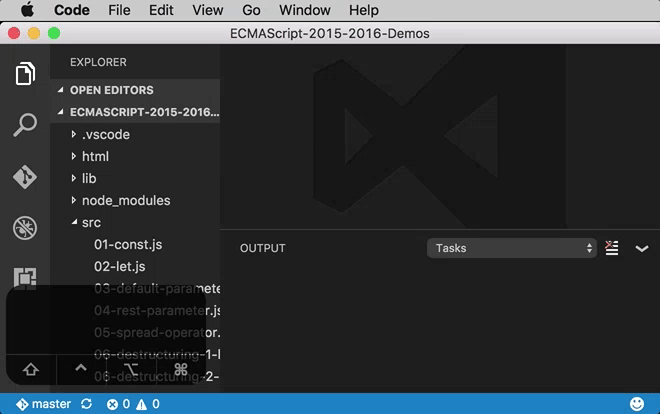 Code File Edit View Go Window Help
ECMAScript-2015-2016-Demos
EXPLORER
OPEN EDITORS
ECMASCRIPT-2015-2016...
.vscode
html
lib
node_modules
src
01-const.js
02-let.js
03-default-paramete
04-rest-parameter.js
05-spread-operator.
06-destructuring-1-l
06-destructuring-2-
OUTPUT Tasks
master 0 0